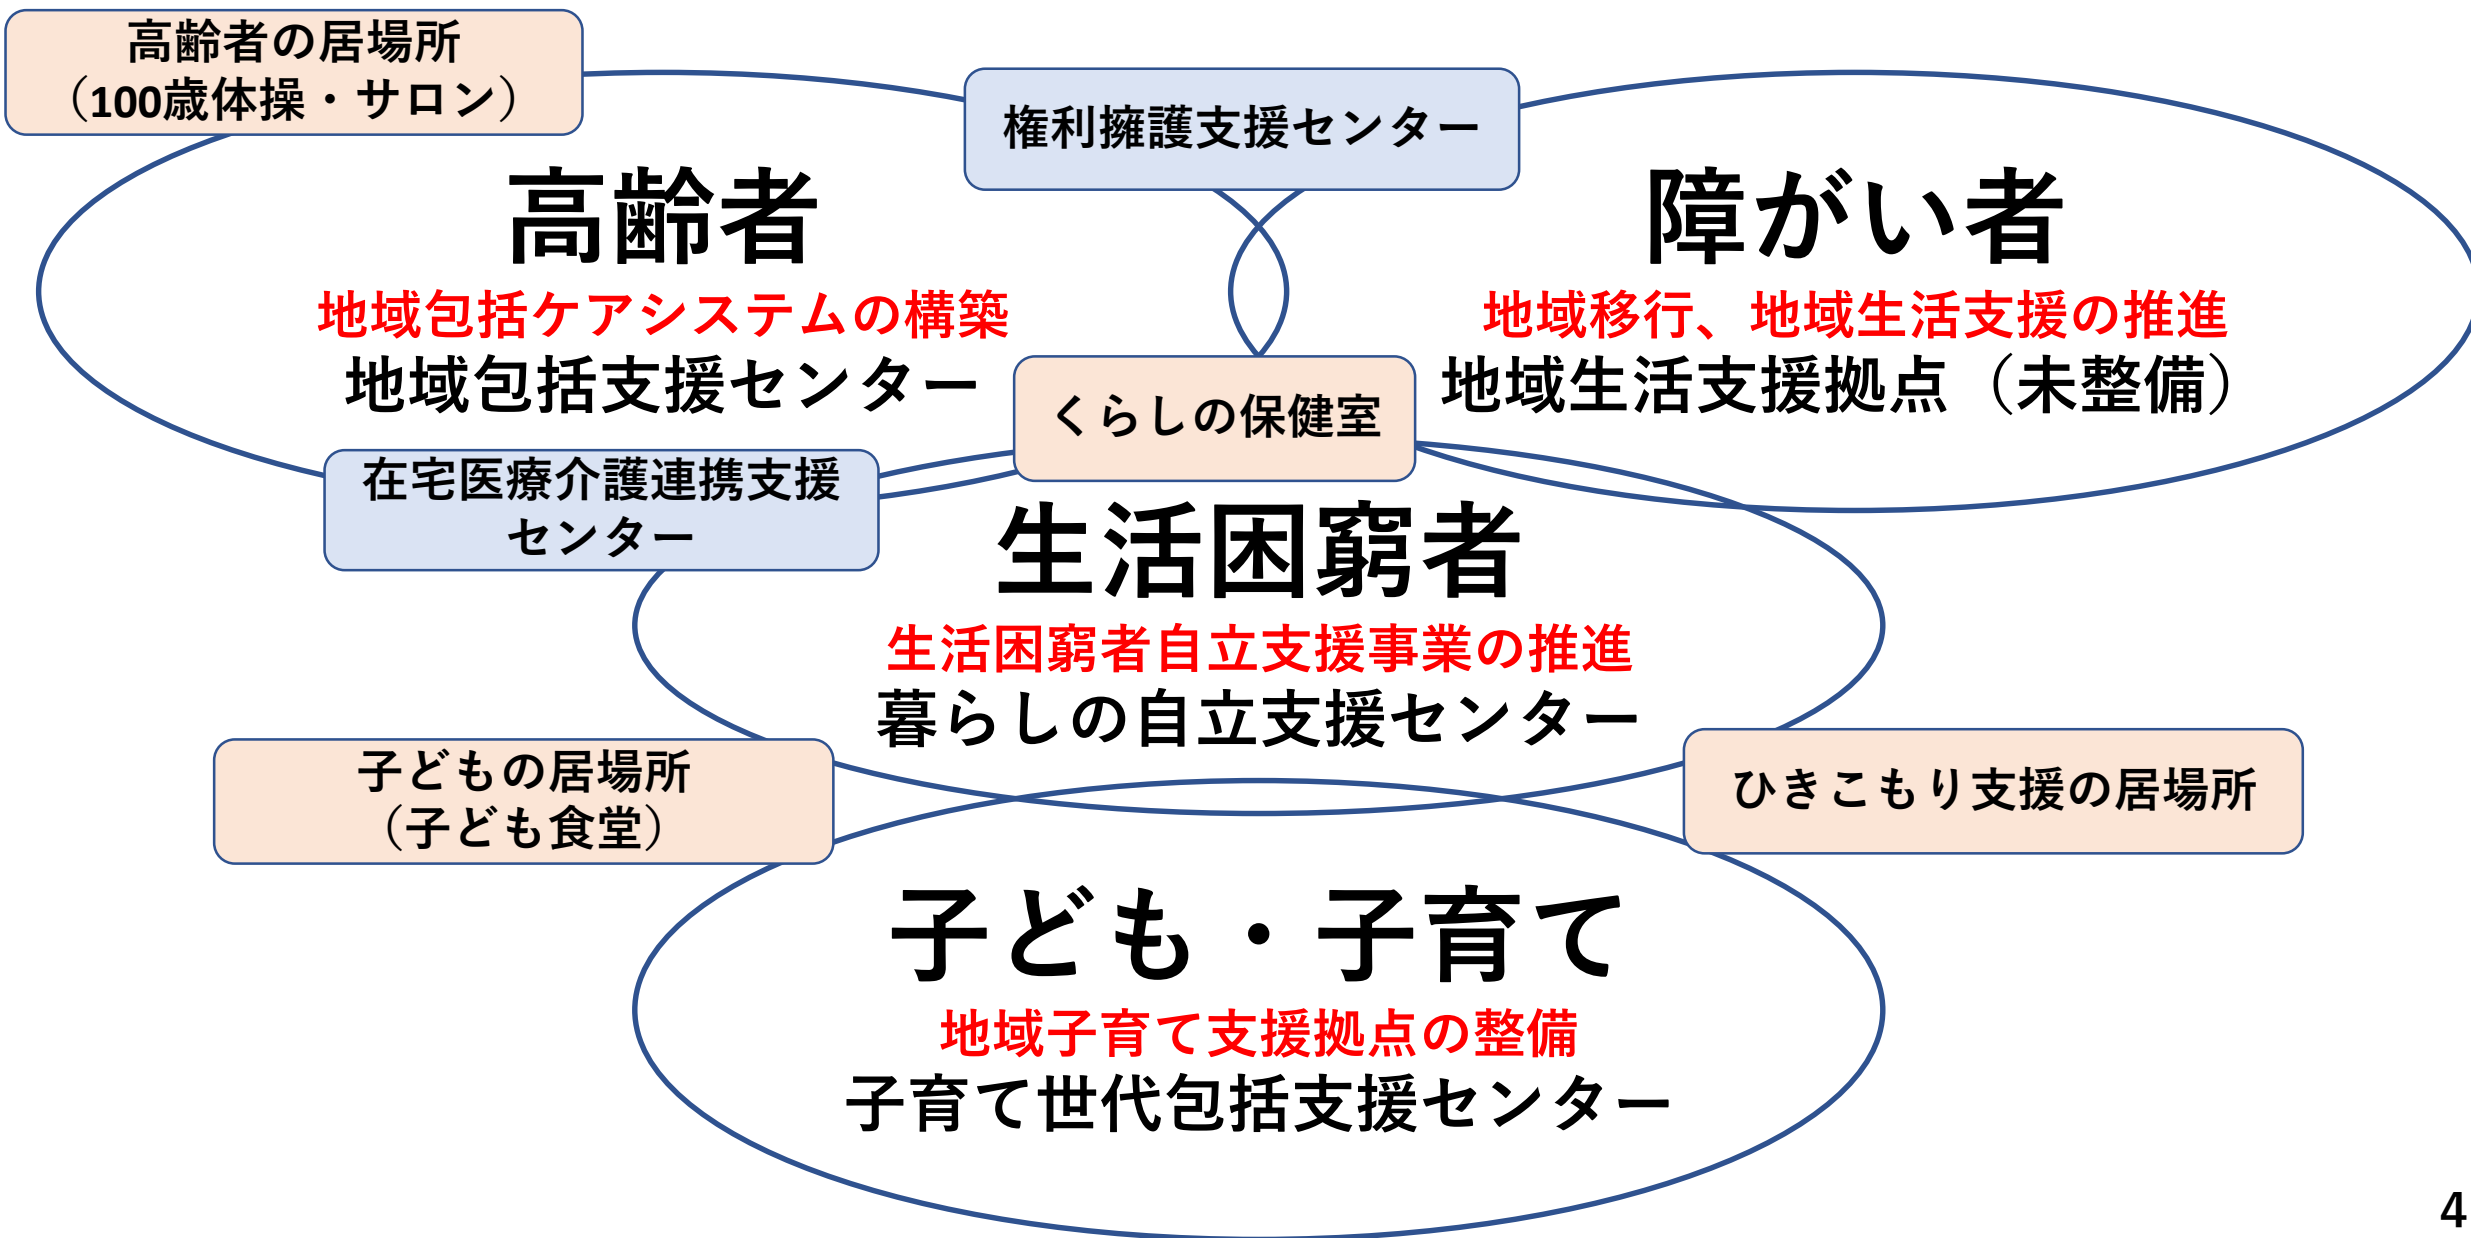 高齢者の居場所
（100歳体操・サロン）
権利擁護支援センター
高齢者
地域包括ケアシステムの構築
地域包括支援センター
障がい者
地域移行、地域生活支援の推進
地域生活支援拠点（未整備）
くらしの保健室
在宅医療介護連携支援
センター
生活困窮者
生活困窮者自立支援事業の推進
暮らしの自立支援センター
子どもの居場所
（子ども食堂）
ひきこもり支援の居場所
子ども・子育て
地域子育て支援拠点の整備
子育て世代包括支援センター
4